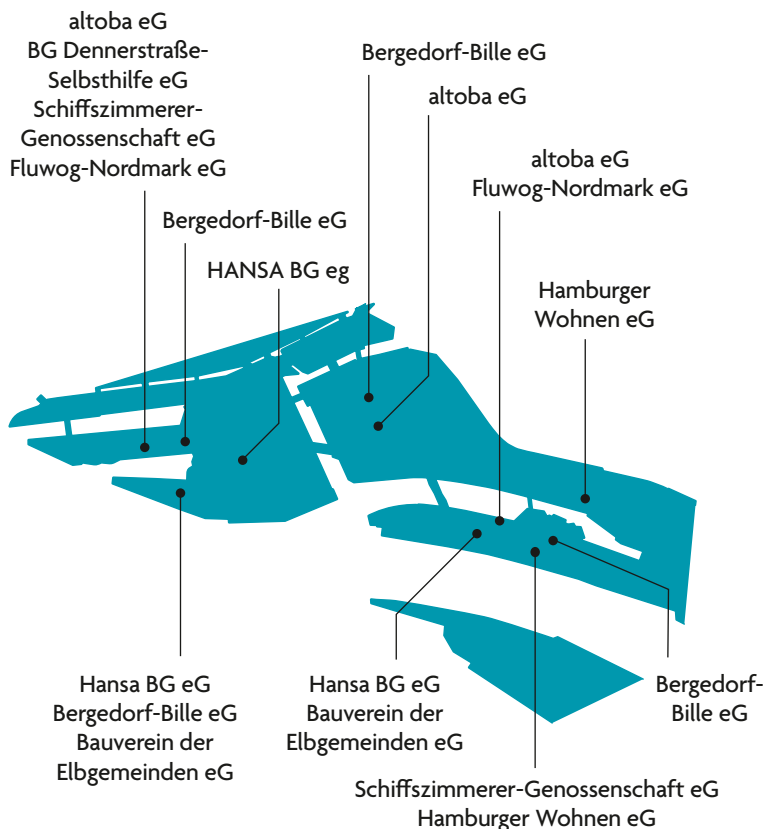 altoba eG
BG Dennerstraße-
Selbsthilfe eG
Schiffszimmerer-
Genossenschaft eG
Fluwog-Nordmark eG
Bergedorf-Bille eG
HANSA BG eg
Bergedorf-Bille eG
altoba eG
altoba eG
Fluwog-Nordmark eG
Hamburger
Wohnen eG
Hansa BG eG
Bergedorf-Bille eG
Bauverein der
Elbgemeinden eG
Hansa BG eG
Bauverein der
Elbgemeinden eG
Schiffszimmerer-Genossenschaft eG
Hamburger Wohnen eG
Bergedorf-
Bille eG